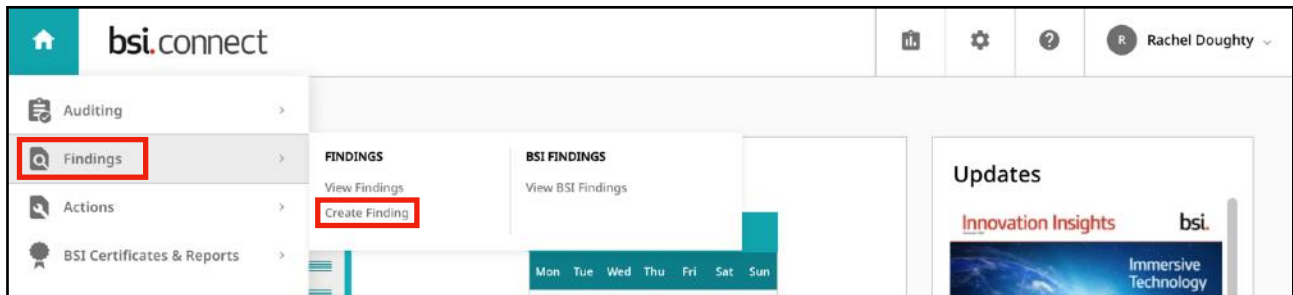 bsi.connect
R Rachel Doughty
Auditing
Findings
Actions
BSI Certificates & Reports
FINDINGS
View Findings
Create Finding
BSI FINDINGS
View BSI Findings
Mon Tue Wed Thu Fri Sat Sun
Updates
Innovation Insights
bsi.
Immersive
Technology